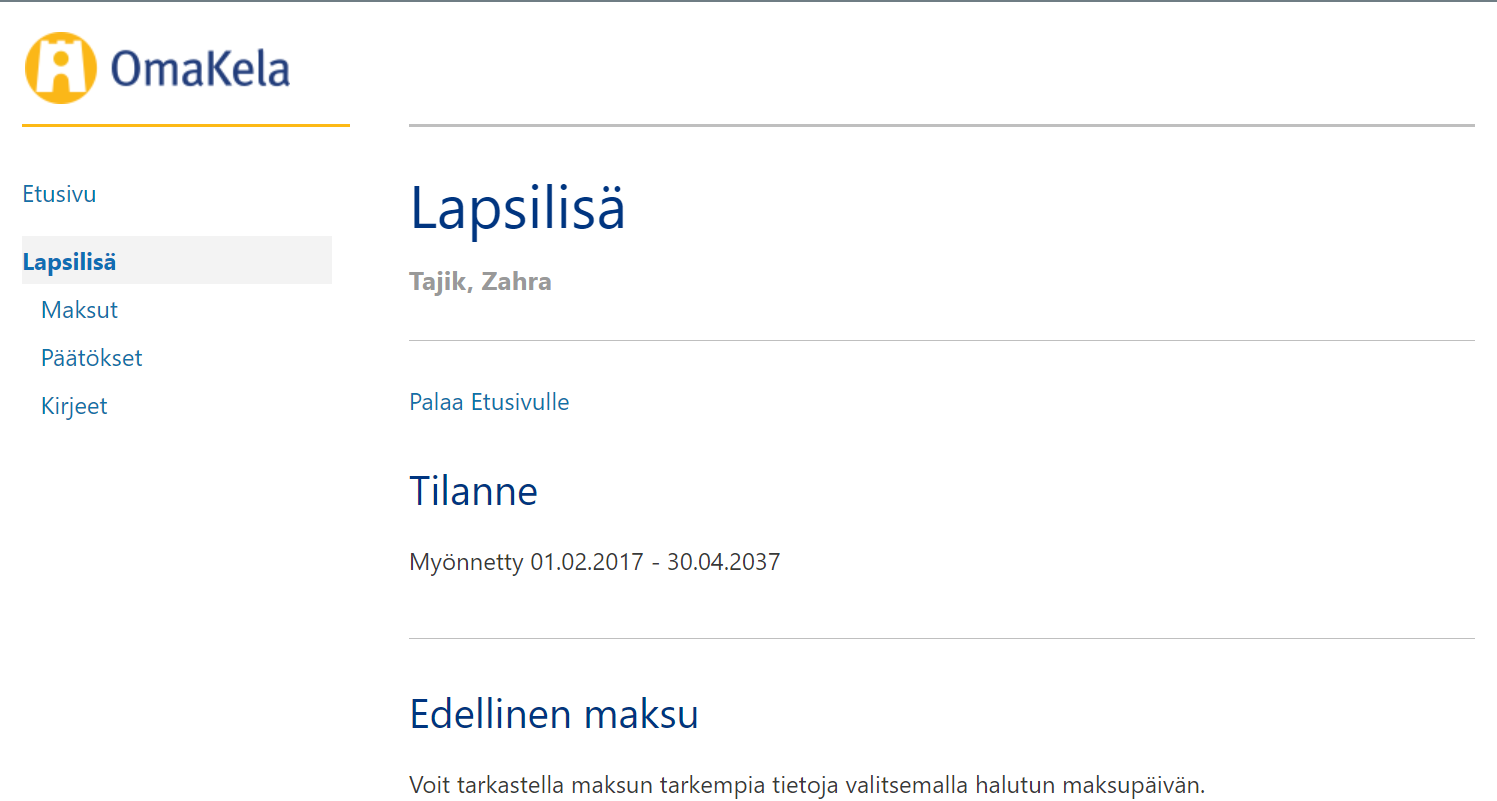 OmaKela
Etusivu
Lapsilisä
Maksut
Päätökset
Kirjeet
Lapsilisä
Tajik, Zahra
Palaa Etusivulle
Tilanne
Myönnetty 01.02.2017 - 30.04.2037
Edellinen maksu
Voit tarkastella maksun tarkempia tietoja valitsemalla halutun maksupäivän.